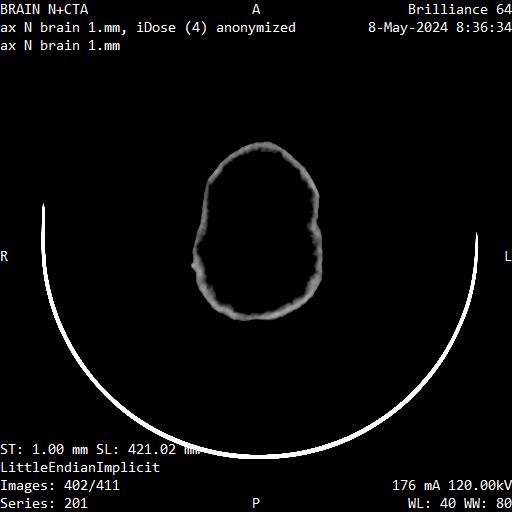 BRAIN N+CTA A Brilliance 64
ax N brain 1.mm, iDose (4) anonymized 8-May-2024 8:36:34
ax N brain 1.mm
R L
ST: 1.00 mm SL: 421.02 mm
LittleEndianImplicit
Images: 402/411 176 mA 120.00kV
Series: 201 P WL: 40 WW: 80